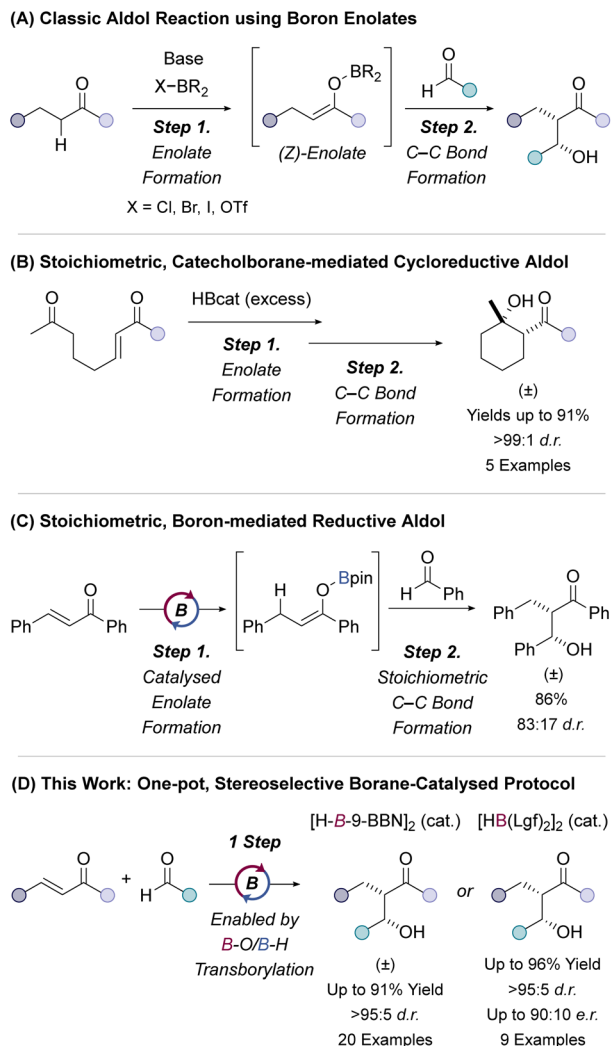 (A) Classic Aldol Reaction using Boron Enolates
Base
X–BR2
Step 1.
Enolate
Formation
X = Cl, Br, I, OTf
O
H
O
BR2
(Z)-Enolate
O
H
Step 2.
C–C Bond
Formation
O
OH
(B) Stoichiometric, Catecholborane-mediated Cycloreductive Aldol
O
O
HBcat (excess)
Step 1.
Enolate
Formation
Step 2.
C–C Bond
Formation
OH
O
(±)
Yields up to 91%
>99:1 d.r.
5 Examples
(C) Stoichiometric, Boron-mediated Reductive Aldol
O
Ph
Ph
B
Step 1.
Catalysed
Enolate
Formation
H
O
Bpin
Ph
Ph
O
H
Ph
Step 2.
Stoichiometric
C–C Bond
Formation
O
Ph
Ph
Ph
OH
(±)
86%
83:17 d.r.
(D) This Work: One-pot, Stereoselective Borane-Catalysed Protocol
O
+
O
H
1 Step
B
Enabled by
B-O/B-H
Transborylation
[H-B-9-BBN]2 (cat.)
O
OH
(±)
Up to 91% Yield
>95:5 d.r.
20 Examples
or
[HB(Lgf)2]2 (cat.)
O
OH
Up to 96% Yield
>95:5 d.r.
Up to 90:10 e.r.
9 Examples